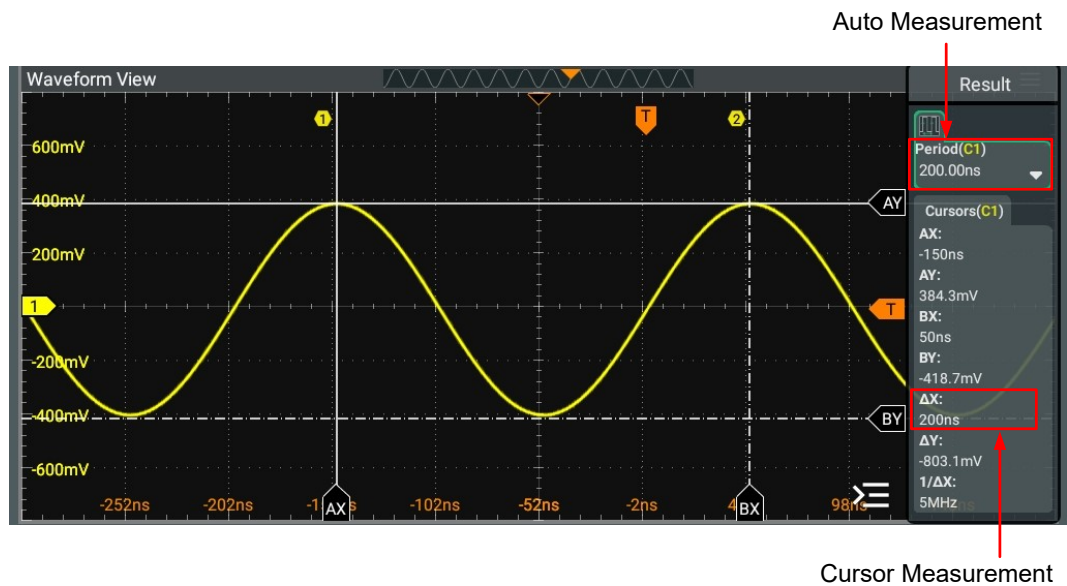 Auto Measurement
Waveform View
Result
1
T
2
600mV
Period(C1)
200.00ns
400mV
AY
Cursors(C1)
AX:
-150ns
200mV
AY:
384.3mV
1
T
BX:
50ns
-200mV
BY:
-418.7mV
-400mV
BY
ΔX:
200ns
ΔY:
-600mV
-803.1mV
1/ΔX:
5MHz
-252ns
-202ns
AX
-102ns
-52ns
-2ns
BX
98ns
Cursor Measurement